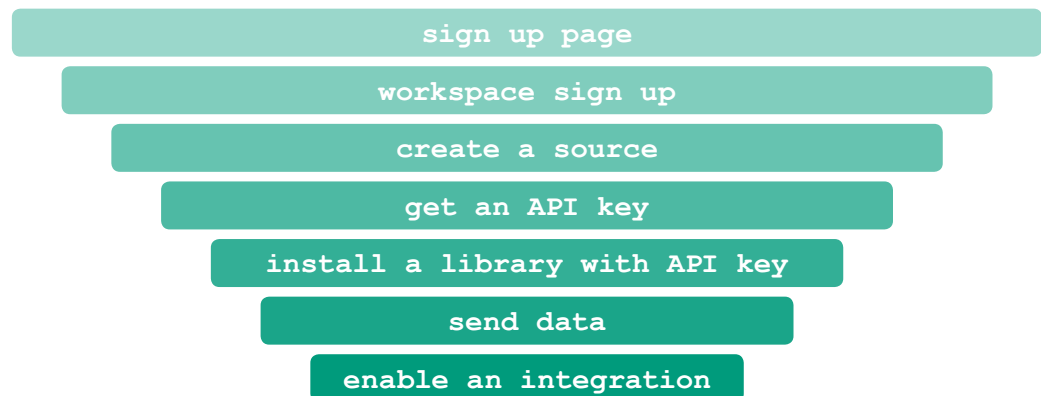 sign up page
workspace sign up
create a source
get an API key
install a library with API key
send data
enable an integration